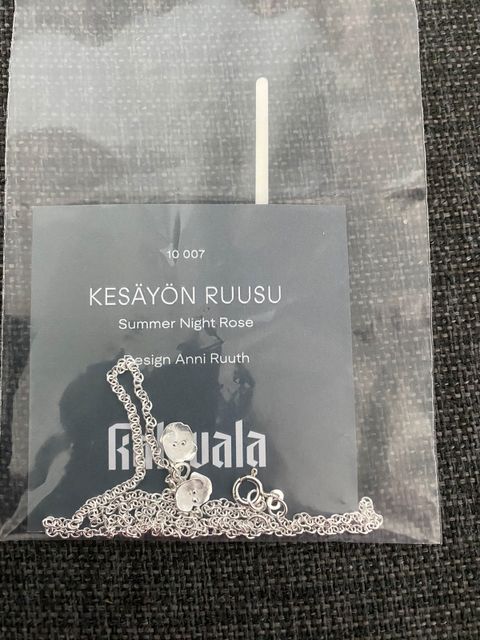 10 007
KESÄYÖN RUUSU
Summer Night Rose
Design Anni Ruuth